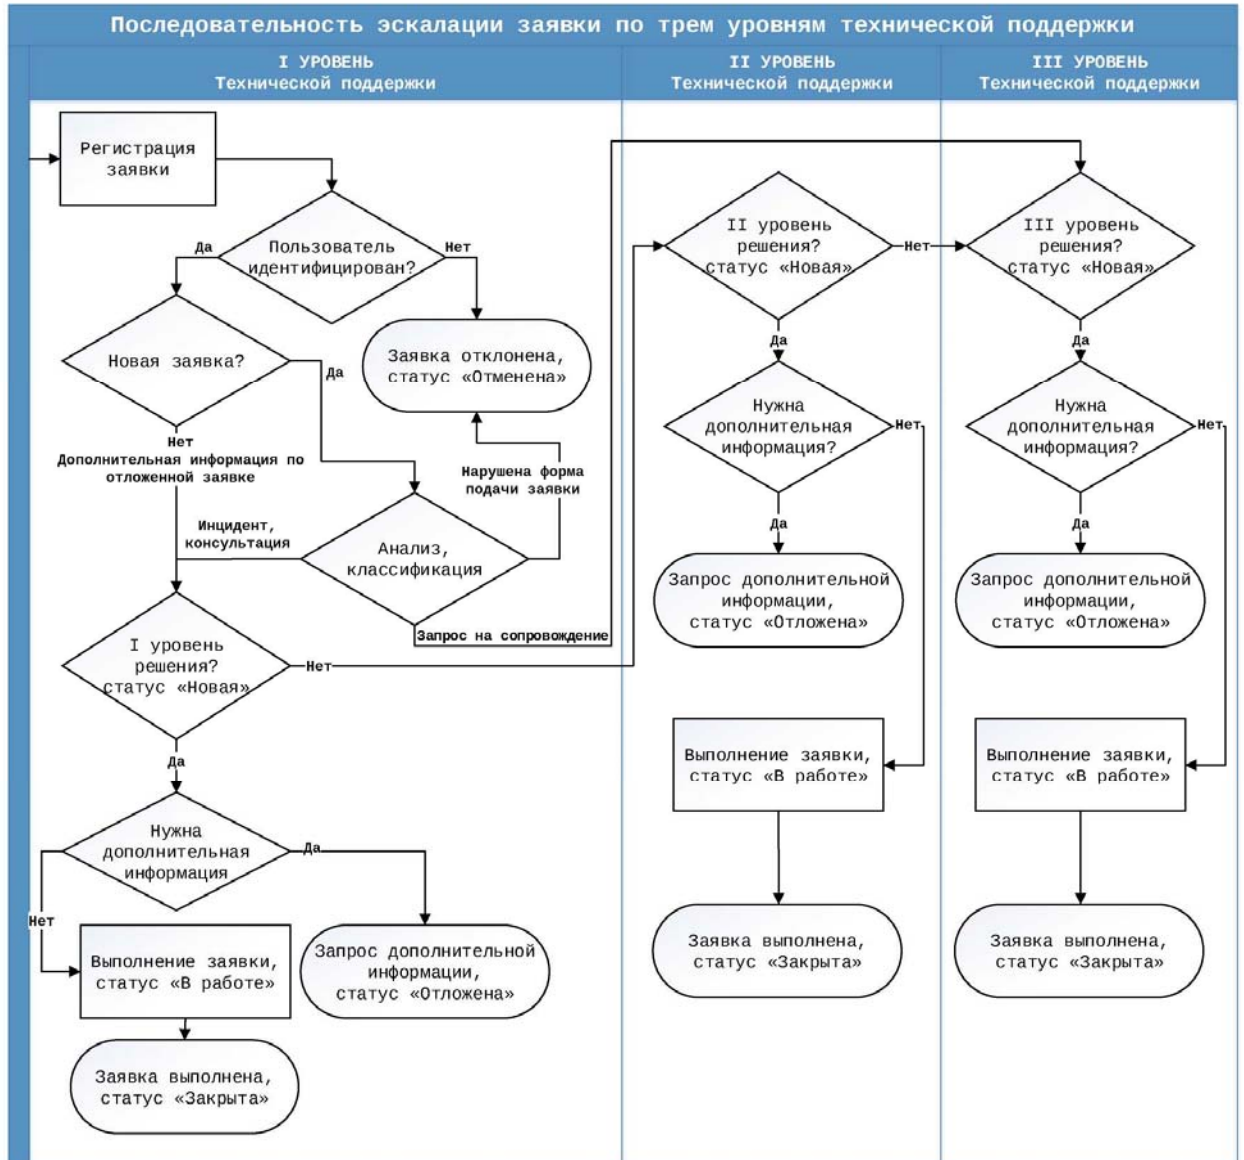 Последовательность эскалации заявки по трем уровням технической поддержки
I УРОВЕНЬ
Технической поддержки
II УРОВЕНЬ
Технической поддержки
III УРОВЕНЬ
Технической поддержки
Регистрация
заявки
Пользователь
идентифицирован?
Да
Нет
Новая заявка?
Да
Заявка отклонена,
статус «Отменена»
Нет
Дополнительная информация по
отложенной заявке
Нарушена форма
подачи заявки
Инцидент,
консультация
Анализ,
классификация
Запрос на сопровождение
I уровень
решения?
статус «Новая»
Нет
Да
Нужна
дополнительная
информация
Да
Нет
Выполнение заявки,
статус «В работе»
Запрос дополнительной
информации,
статус «Отложена»
Заявка выполнена,
статус «Закрыта»
II уровень
решения?
статус «Новая»
Нет
Да
Нужна
дополнительная
информация?
Нет
Да
Запрос дополнительной
информации,
статус «Отложена»
Выполнение заявки,
статус «В работе»
Заявка выполнена,
статус «Закрыта»
III уровень
решения?
статус «Новая»
Да
Нужна
дополнительная
информация?
Нет
Да
Запрос дополнительной
информации,
статус «Отложена»
Выполнение заявки,
статус «В работе»
Заявка выполнена,
статус «Закрыта»